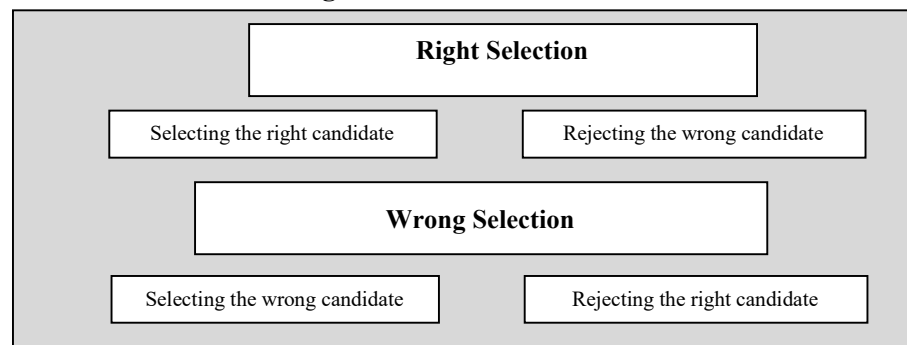 Right Selection
Selecting the right candidate
Rejecting the wrong candidate
Wrong Selection
Selecting the wrong candidate
Rejecting the right candidate